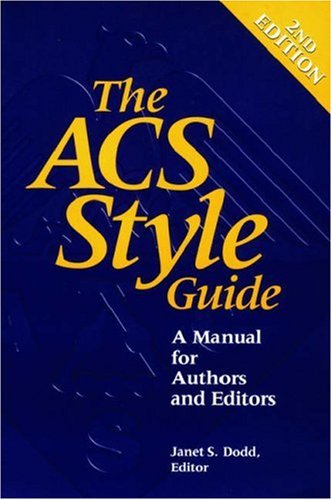 2ND EDITION
The
ACS
Style
Guide
A Manual
for
Authors
and Editors
Janet S. Dodd,
Editor